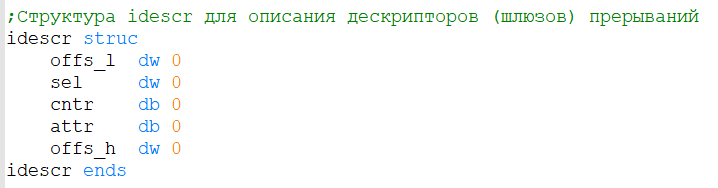 ;Структура idescr для описания дескрипторов (шлюзов) прерываний
idescr struc
    offs_l  dw 0
    sel     dw 0
    cntr    db 0
    attr    db 0
    offs_h  dw 0
idescr ends